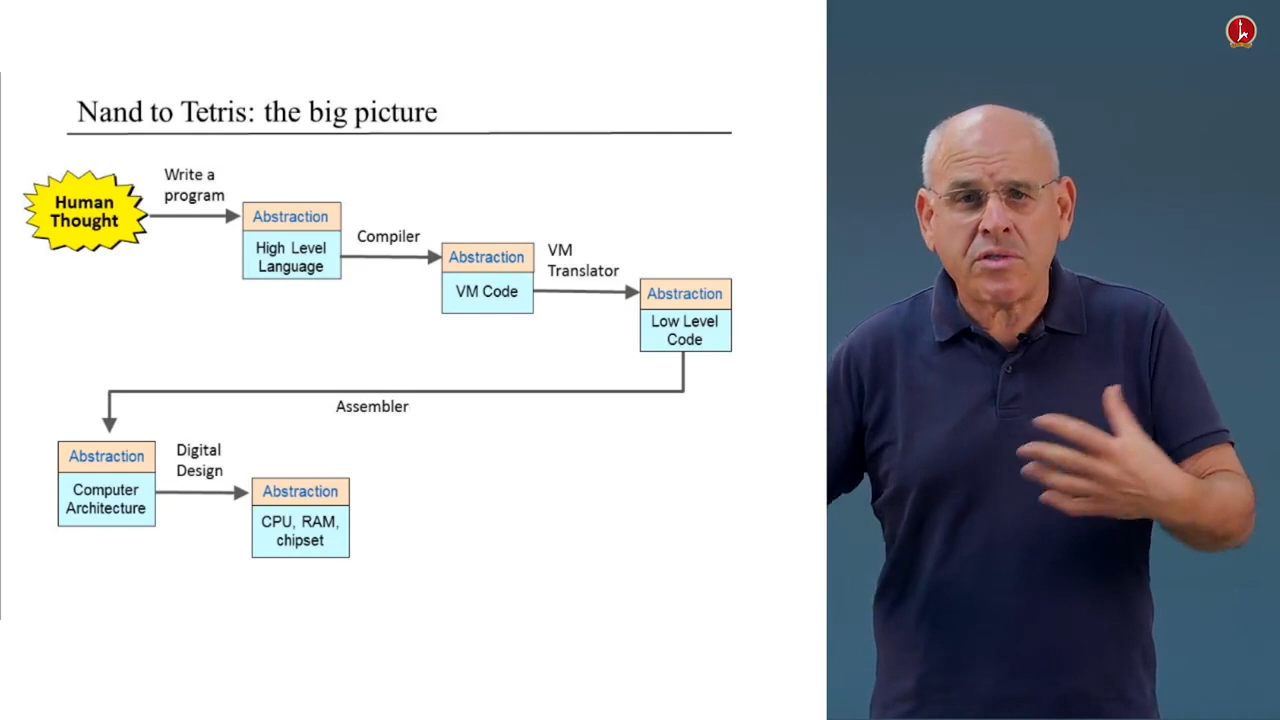 Nand to Tetris: the big picture
Human
Thought
Write a
program
Abstraction
High Level
Language
Compiler
Abstraction
VM Code
VM
Translator
Abstraction
Low Level
Code
Assembler
Abstraction
Computer
Architecture
Digital
Design
Abstraction
CPU, RAM,
chipset